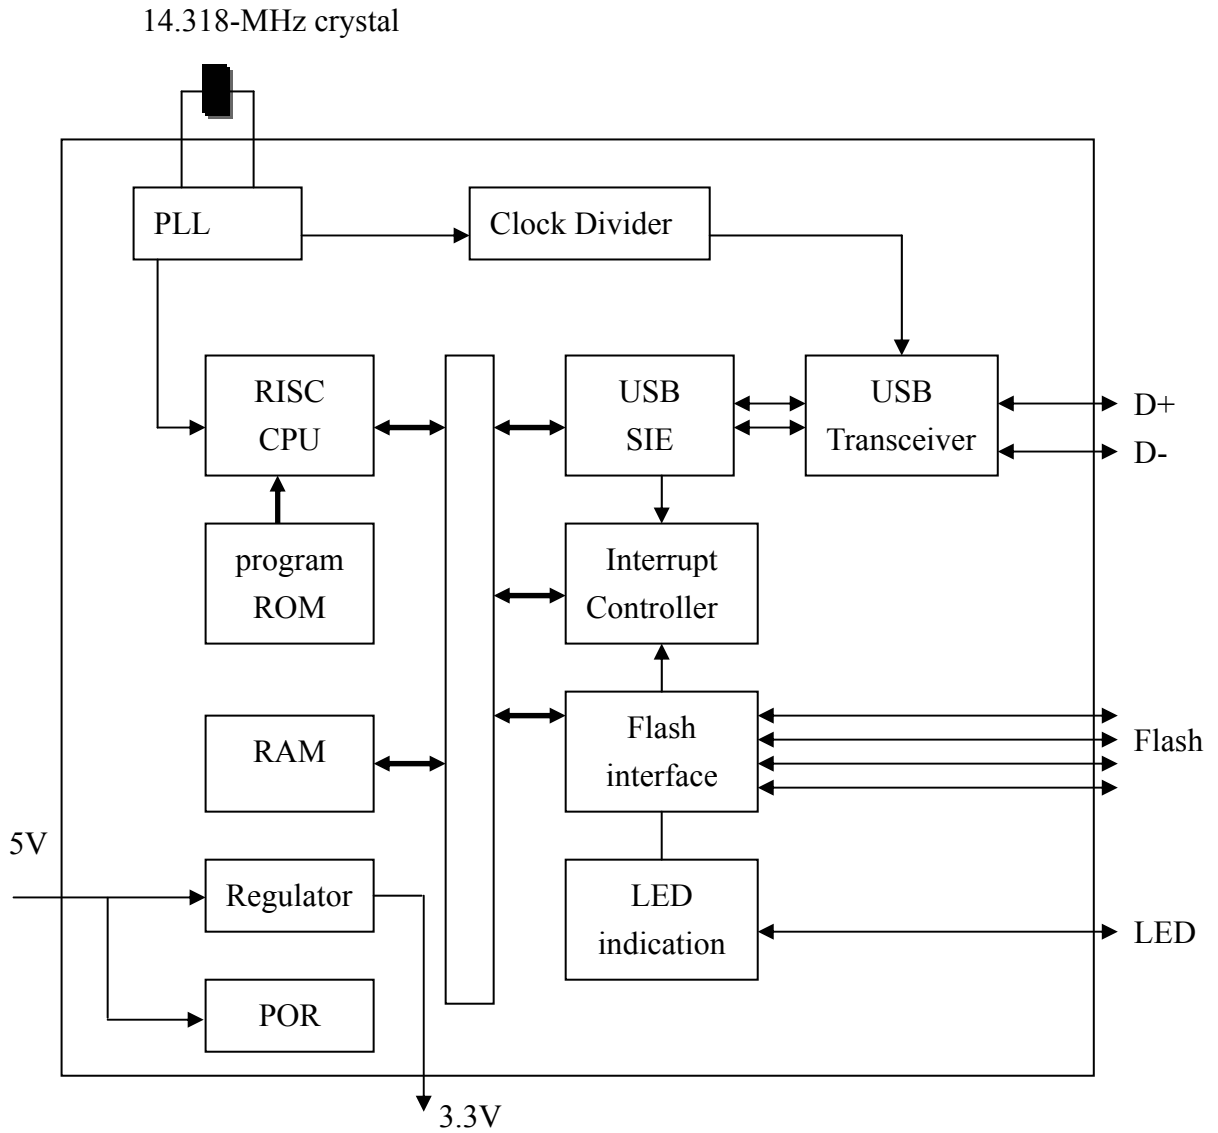 14.318-MHz crystal
PLL
Clock Divider
RISC
CPU
USB
SIE
USB
Transceiver
D+
D-
program
ROM
Interrupt
Controller
RAM
Flash
interface
Flash
5V
Regulator
LED
indication
LED
POR
3.3V